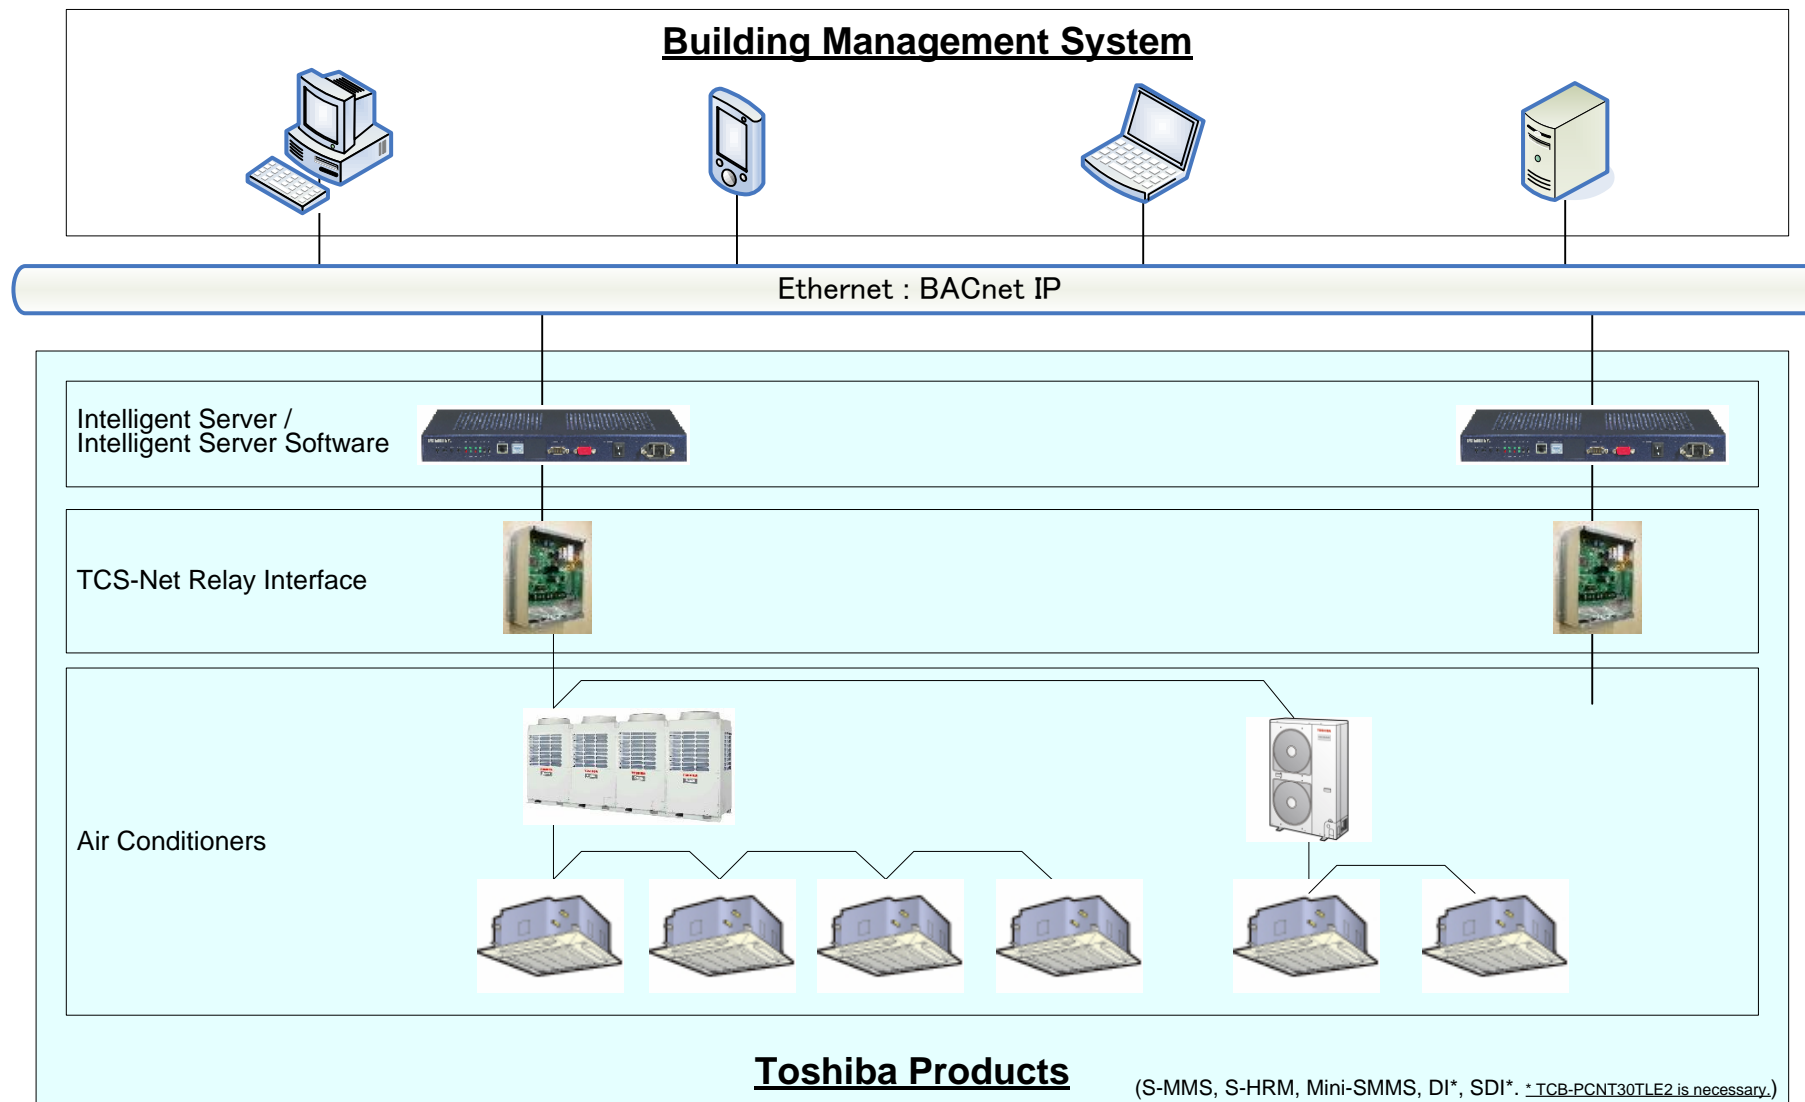 Building Management System
Ethernet : BACnet IP
Intelligent Server /
Intelligent Server Software
TCS-Net Relay Interface
Air Conditioners
Toshiba Products
(S-MMS, S-HRM, Mini-SMMS, DI*, SDI*. * TCB-PCNT30TLE2 is necessary.)